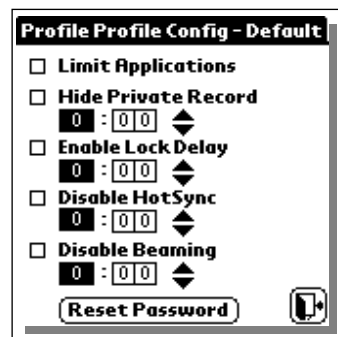 Profile Profile Config - Default
Limit Applications
Hide Private Record
0 : 0 0
Enable Lock Delay
0 : 0 0
Disable HotSync
0 : 0 0
Disable Beaming
0 : 0 0
Reset Password